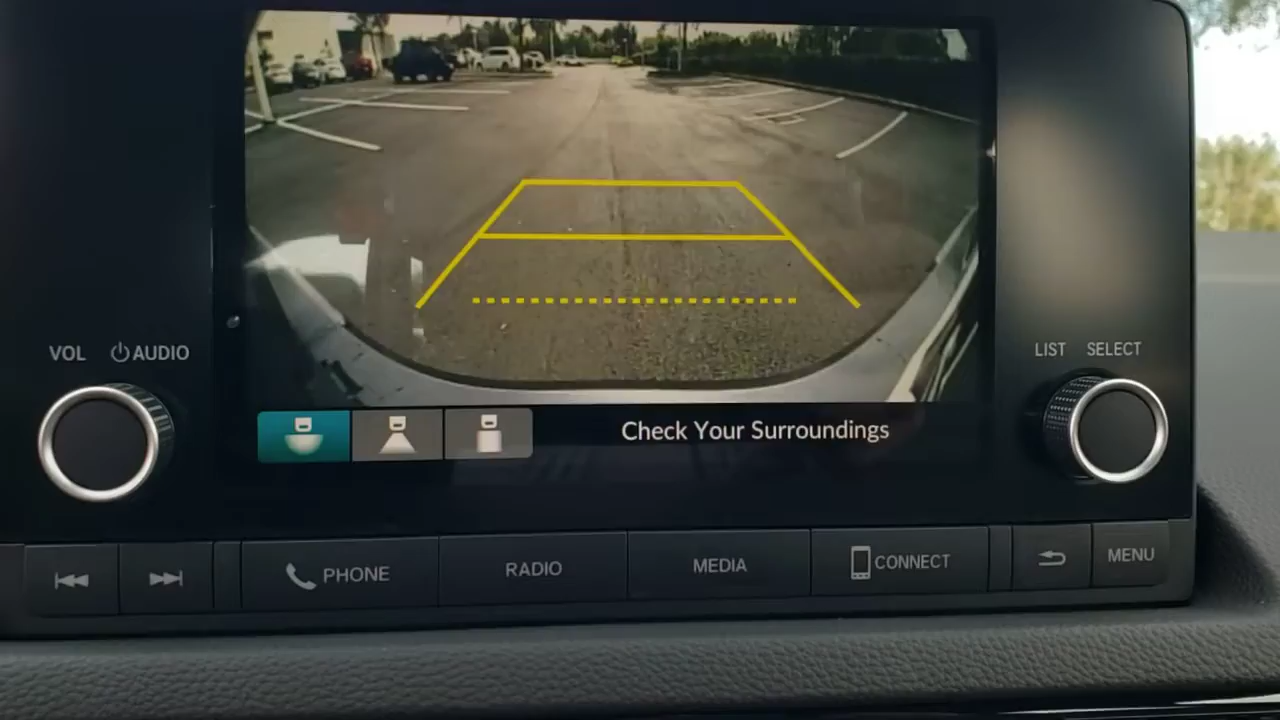 VOL AUDIO
LIST SELECT
Check Your Surroundings
PHONE
RADIO
MEDIA
CONNECT
MENU